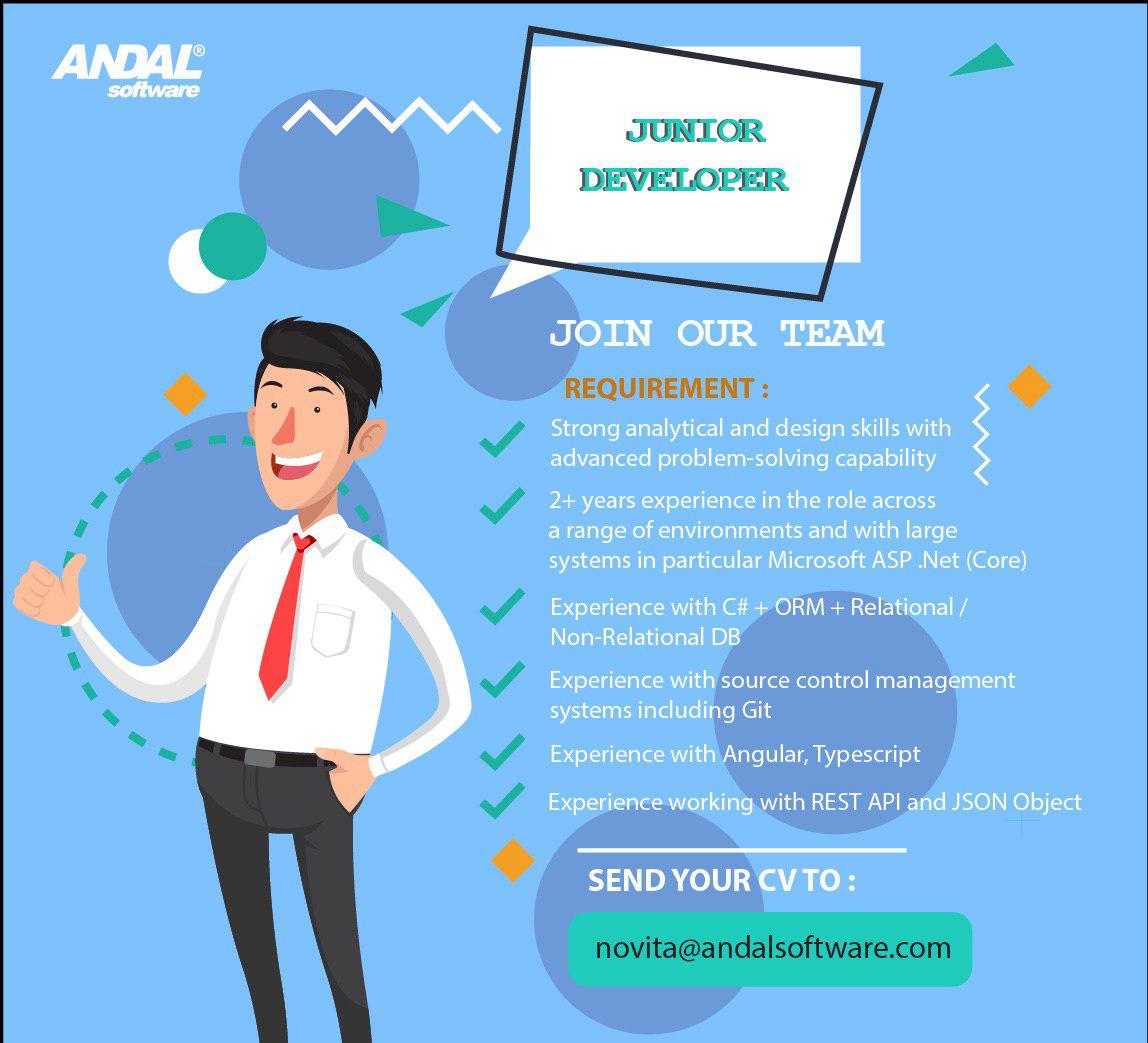 ANDAL®
software
JUNIOR
DEVELOPER
JOIN OUR TEAM
REQUIREMENT :
Strong analytical and design skills with
advanced problem-solving capability
2+ years experience in the role across
a range of environments and with large
systems in particular Microsoft ASP .Net (Core)
Experience with C# + ORM + Relational /
Non-Relational DB
Experience with source control management
systems including Git
Experience with Angular, Typescript
Experience working with REST API and JSON Object
SEND YOUR CV TO :
novita@andalsoftware.com